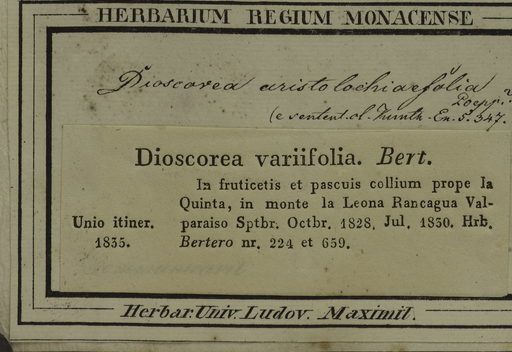 HERBARIUM REGIUM MONACENSE
Dioscorea aristolochiaefolia
Poepp.?
(e sentent. cl. Kunth. En. 5. 347.
Dioscorea variifolia. Bert.
In fruticetis et pascuis collium prope la
Quinta, in monte la Leona Rancagua Val-
Unio itiner. paraiso Sptbr. Octbr. 1828, Jul. 1830. Hrb.
1835. Bertero nr. 224 et 659.
Herbar. Univ. Ludov. Maximil.